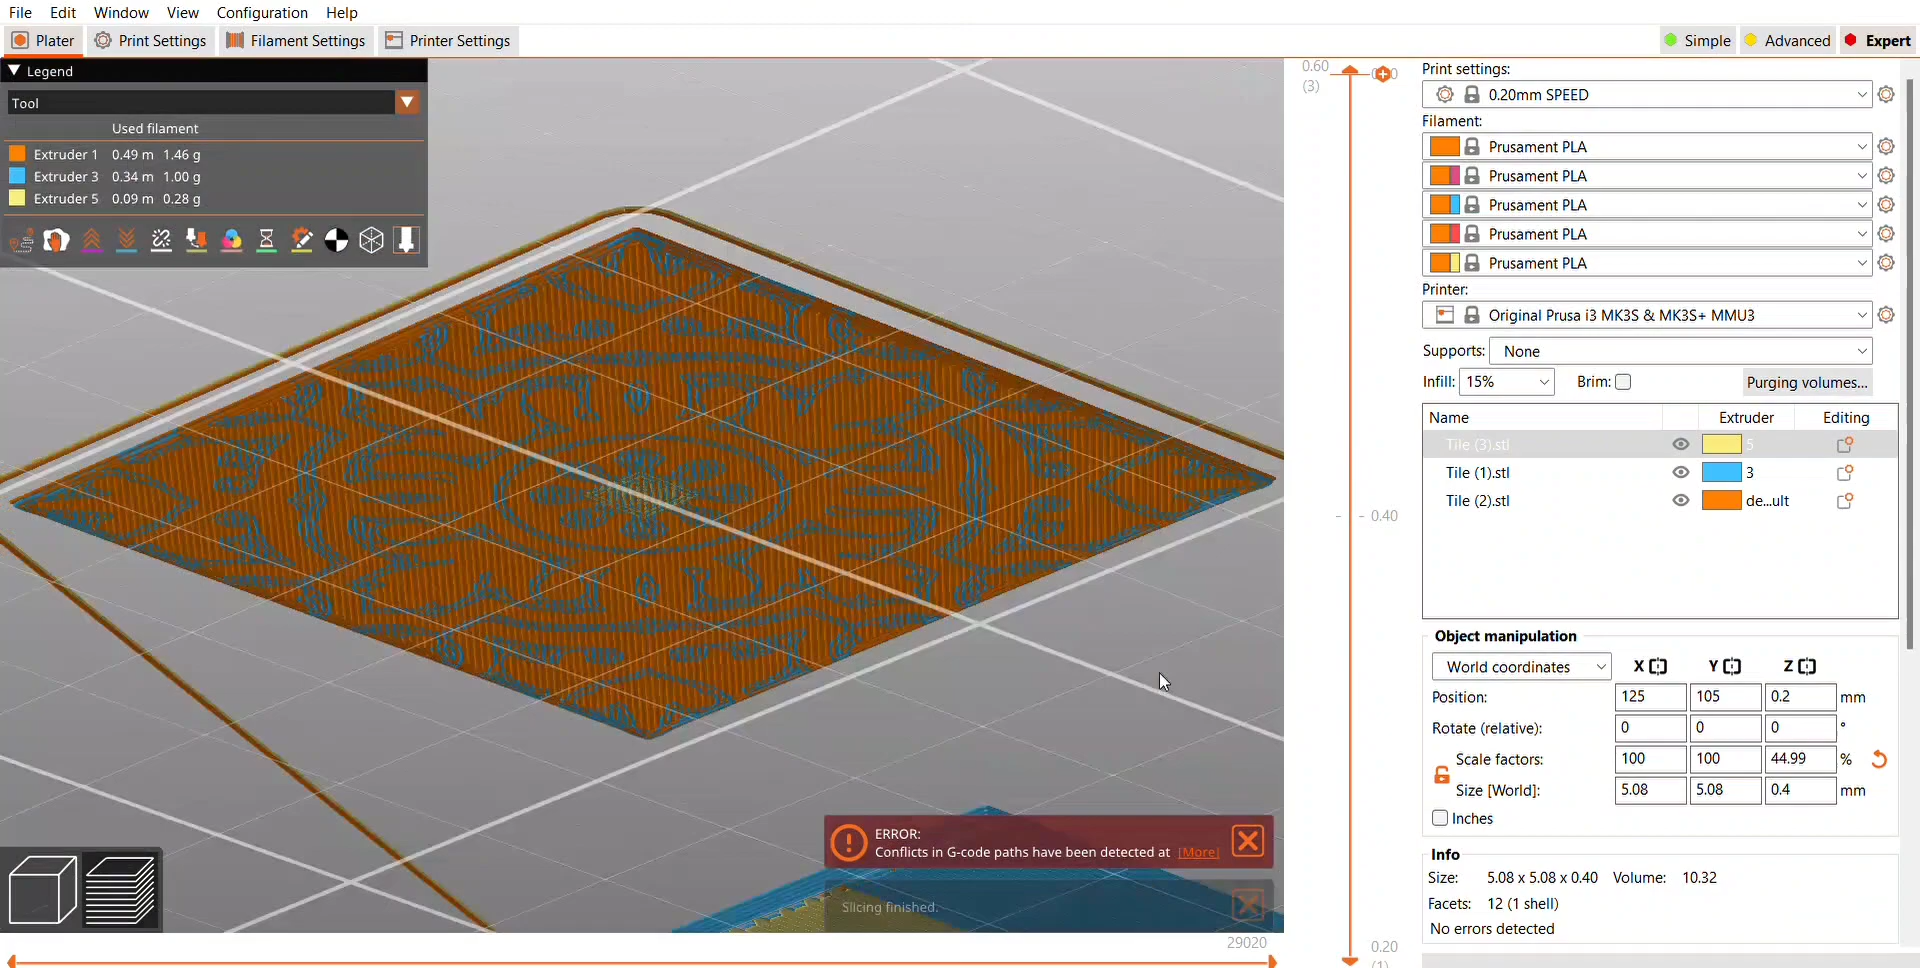 File Edit Window View Configuration Help
Plater Print Settings Filament Settings Printer Settings
Simple Advanced Expert
Legend
Tool
Used filament
Extruder 1 0.49 m 1.46 g
Extruder 3 0.34 m 1.00 g
Extruder 5 0.09 m 0.28 g
ERROR:
Conflicts in G-code paths have been detected at [More]
Slicing finished.
29020
0.60
(3)
0.40
0.20
(1)
Print settings:
0.20mm SPEED
Filament:
Prusament PLA
Prusament PLA
Prusament PLA
Prusament PLA
Prusament PLA
Printer:
Original Prusa i3 MK3S & MK3S+ MMU3
Supports: None
Infill: 15% Brim: Purging volumes...
Name Extruder Editing
Tile (3).stl 5
Tile (1).stl 3
Tile (2).stl de...ult
Object manipulation
World coordinates X Y Z
Position: 125 105 0.2 mm
Rotate (relative): 0 0 0 °
Scale factors: 100 100 44.99 %
Size [World]: 5.08 5.08 0.4 mm
Inches
Info
Size: 5.08 x 5.08 x 0.40 Volume: 10.32
Facets: 12 (1 shell)
No errors detected